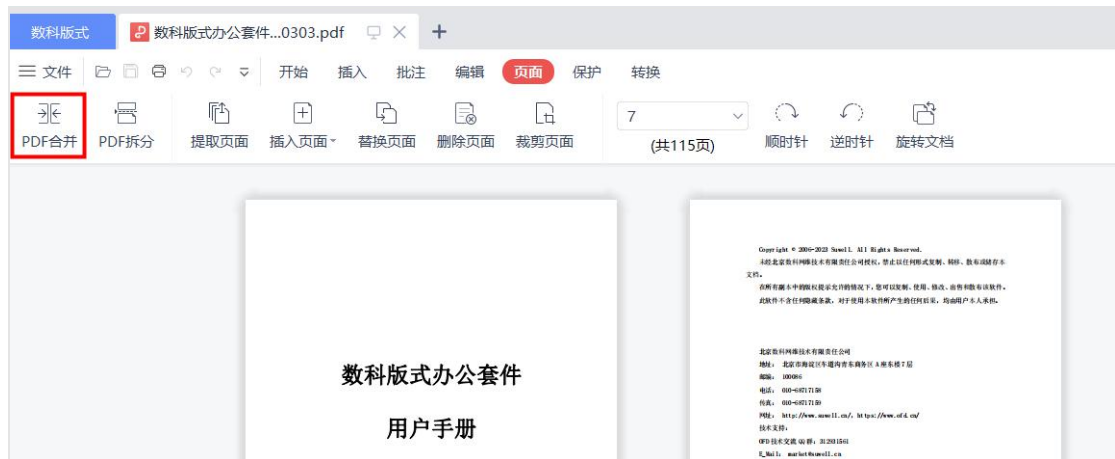 数科版式
数科版式办公套件...0303.pdf
文件 开始 插入 批注 编辑 页面 保护 转换
PDF合并 PDF拆分 提取页面 插入页面 替换页面 删除页面 裁剪页面 7 (共115页) 顺时针 逆时针 旋转文档
数科版式办公套件
用户手册
Copyright © 2006-2023 Suwell. All Rights Reserved.
未经北京数科网维技术有限责任公司授权，禁止以任何形式复制、转移、散布或储存本
文档。
在所有副本中的版权提示允许的情况下，您可以复制、使用、修改、出售和散布该软件。
此软件不含任何隐藏条款，对于使用本软件所产生的任何后果，均由用户本人承担。
北京数科网维技术有限责任公司
地址： 北京市海淀区车道沟青东商务区 A 座东楼 7 层
邮编： 100086
电话： 010-68717158
传真： 010-68717159
网址： http://www.suwell.cn/，https://www.ofd.cn/
技术支持：
OFD 技术交流 QQ 群：312931561
E_Mail： market@suwell.cn